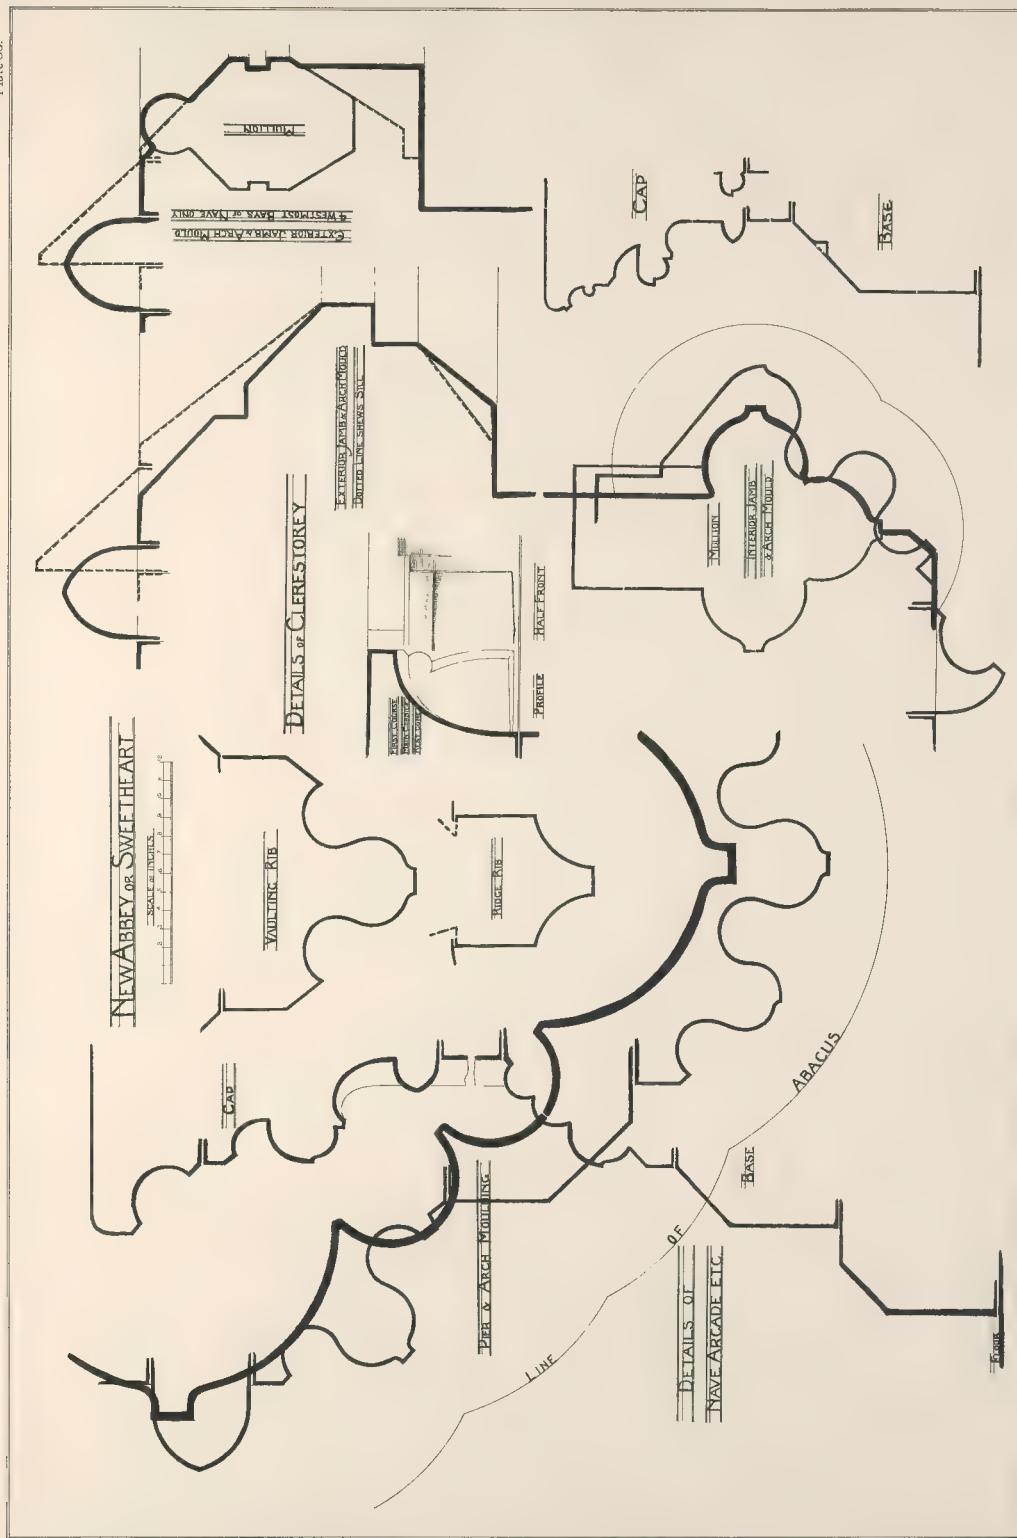 NEW ABBEY OR SWEETHEART
SCALE OF INCHES
CAP
VAULTING RIB
RIDGE RIB
PIER & ARCH MOULDING
BASE
LINE OF ABACUS
DETAILS OF
NAVE ARCADE ETC.
FLOOR
DETAILS OF CLERESTOREY
EXTERIOR JAMB & ARCH MOULD
DOTTED LINE SHEWS SILL
FIRST COURSE
PROFILE
HALF FRONT
MULLION
INTERIOR JAMB
& ARCH MOULD
MULLION
EXTERIOR JAMB & ARCH MOULD
4 WESTMOST BAYS OF NAVE ONLY
CAP
BASE